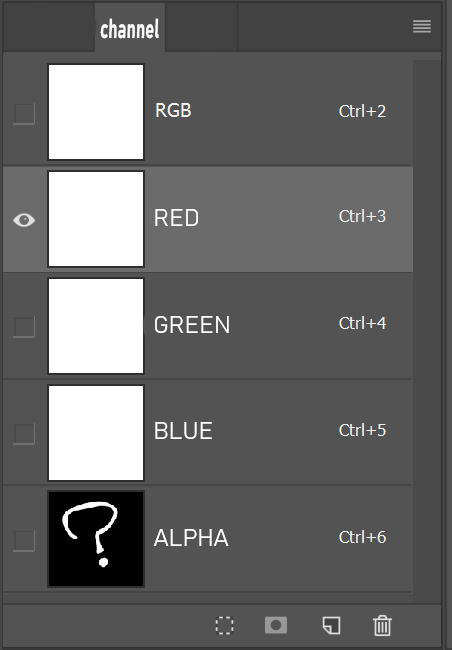 channel
RGB Ctrl+2
RED Ctrl+3
GREEN Ctrl+4
BLUE Ctrl+5
?
ALPHA Ctrl+6